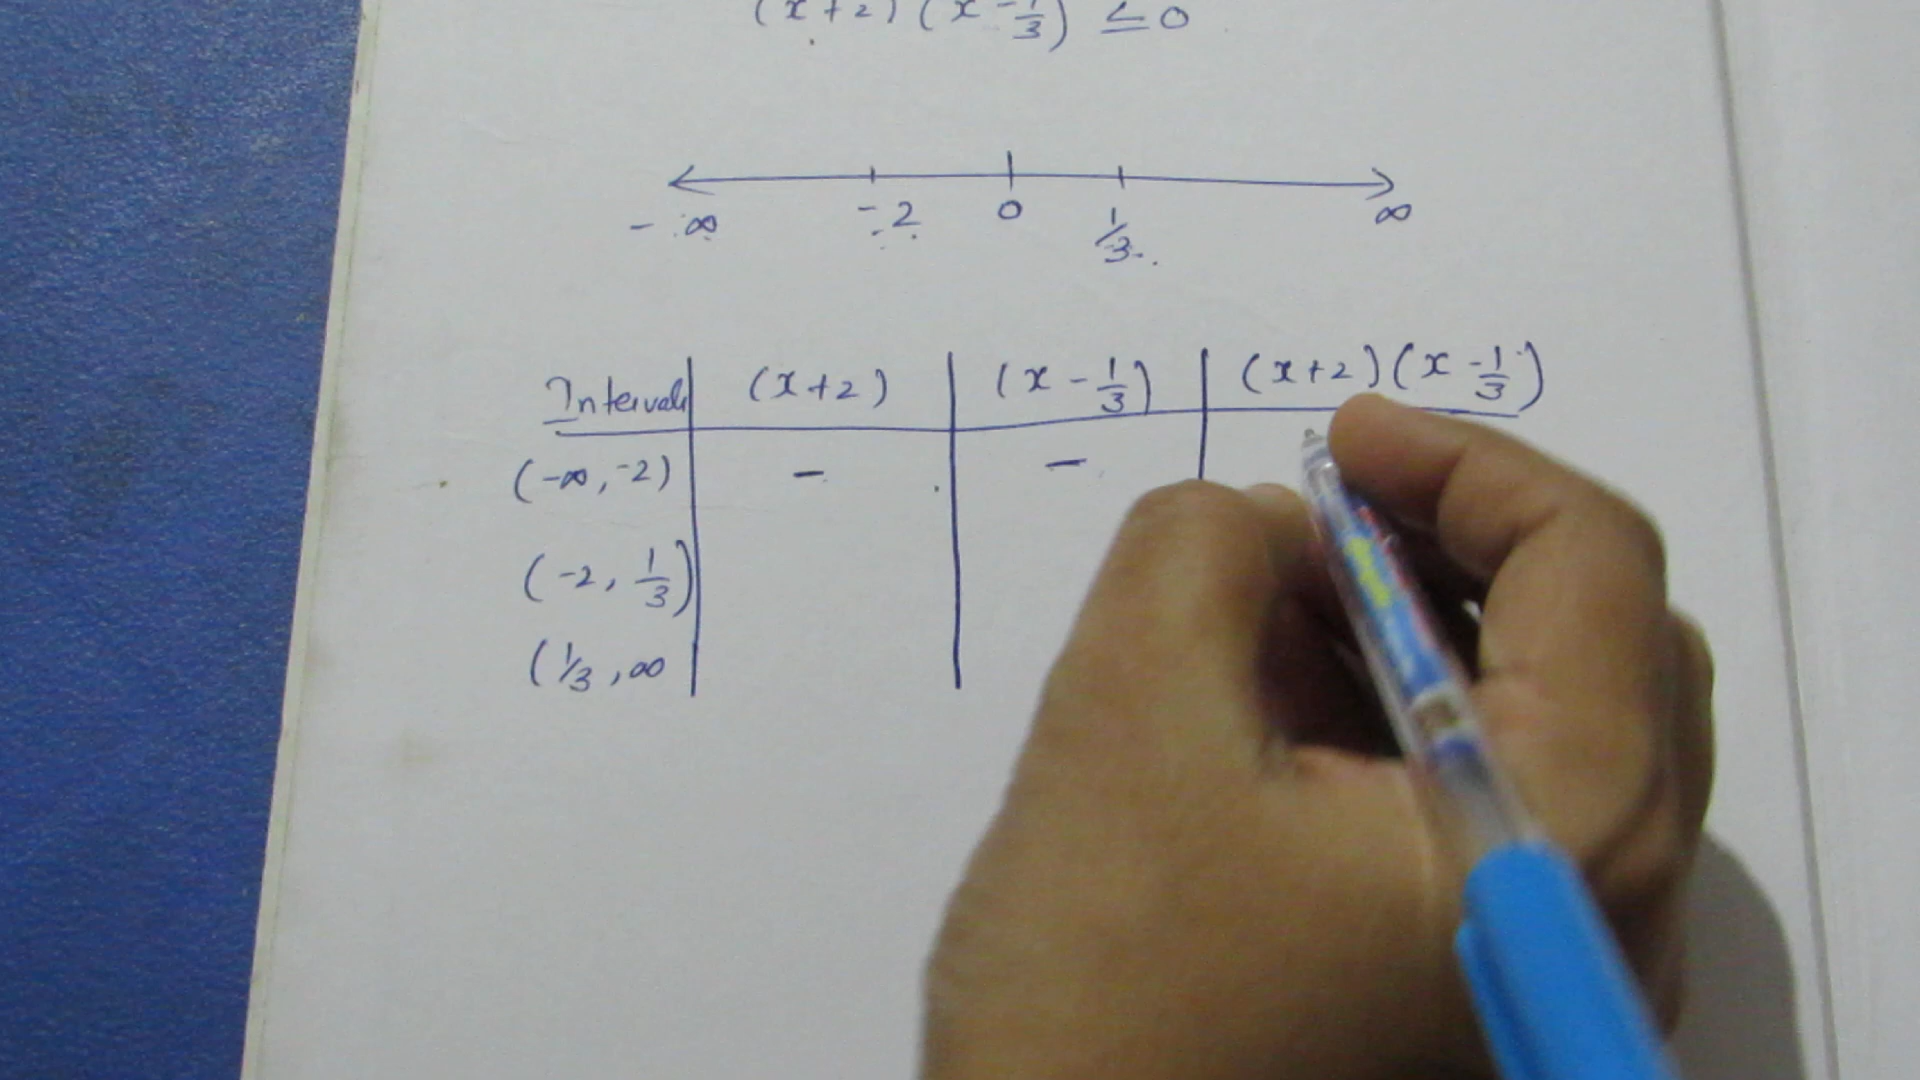 (x+2)(x-1/3) ≤0
-∞ -2 0 1/3 ∞
Intervals (x+2) (x-1/3) (x+2)(x-1/3)
(-∞,-2) - -
(-2, 1/3)
(1/3,∞